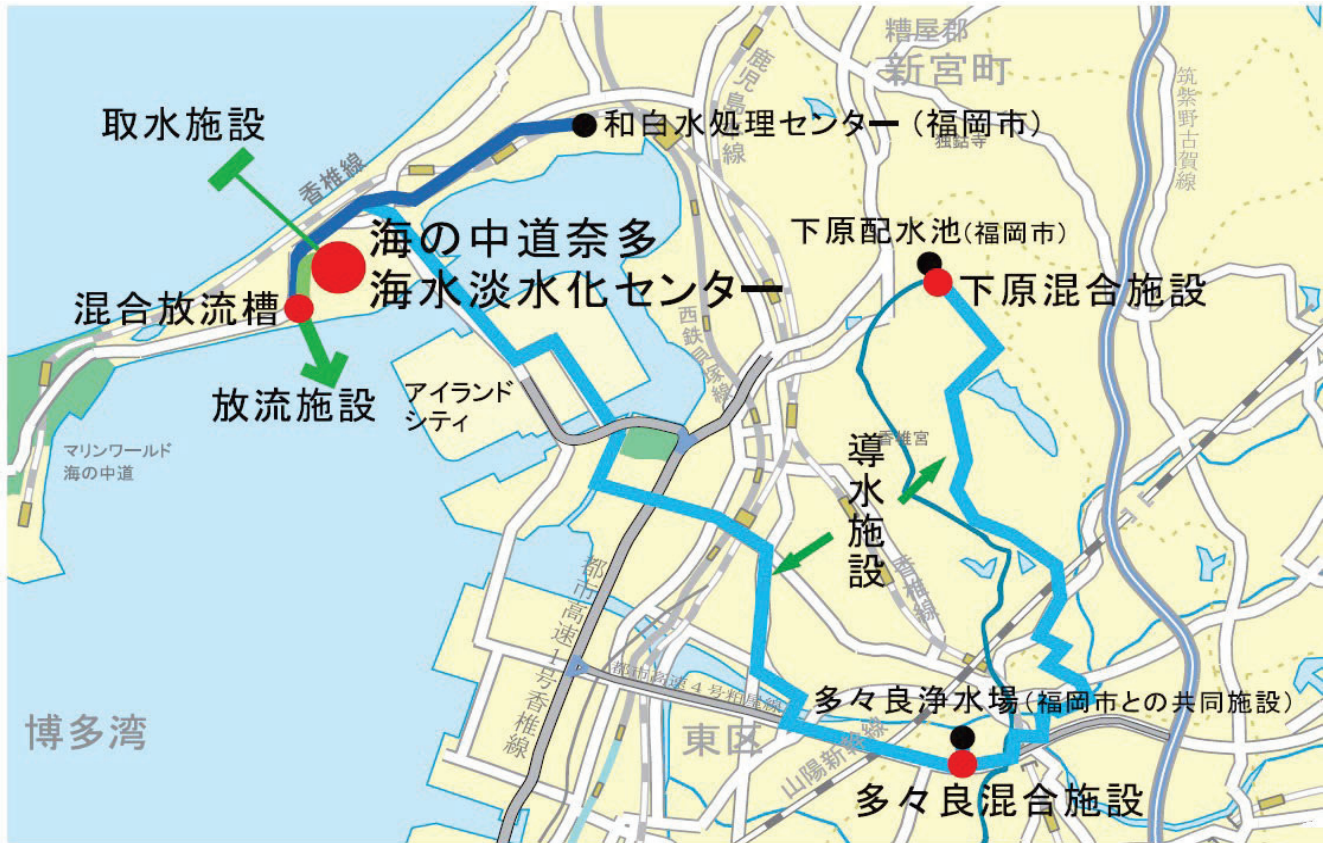 糟屋郡
新宮町
取水施設
鹿児島本線
筑紫野古賀線
和白水処理センター(福岡市)
独鈷寺
香椎線
海の中道奈多
海水淡水化センター
下原配水池(福岡市)
下原混合施設
混合放流槽
西鉄貝塚線
放流施設
アイランド
シティ
マリンワールド
海の中道
香椎宮
導水施設
香椎線
都市高速1号香椎線
都市高速4号粕屋線
多々良浄水場(福岡市との共同施設)
博多湾
東区
山陽新幹線
多々良混合施設